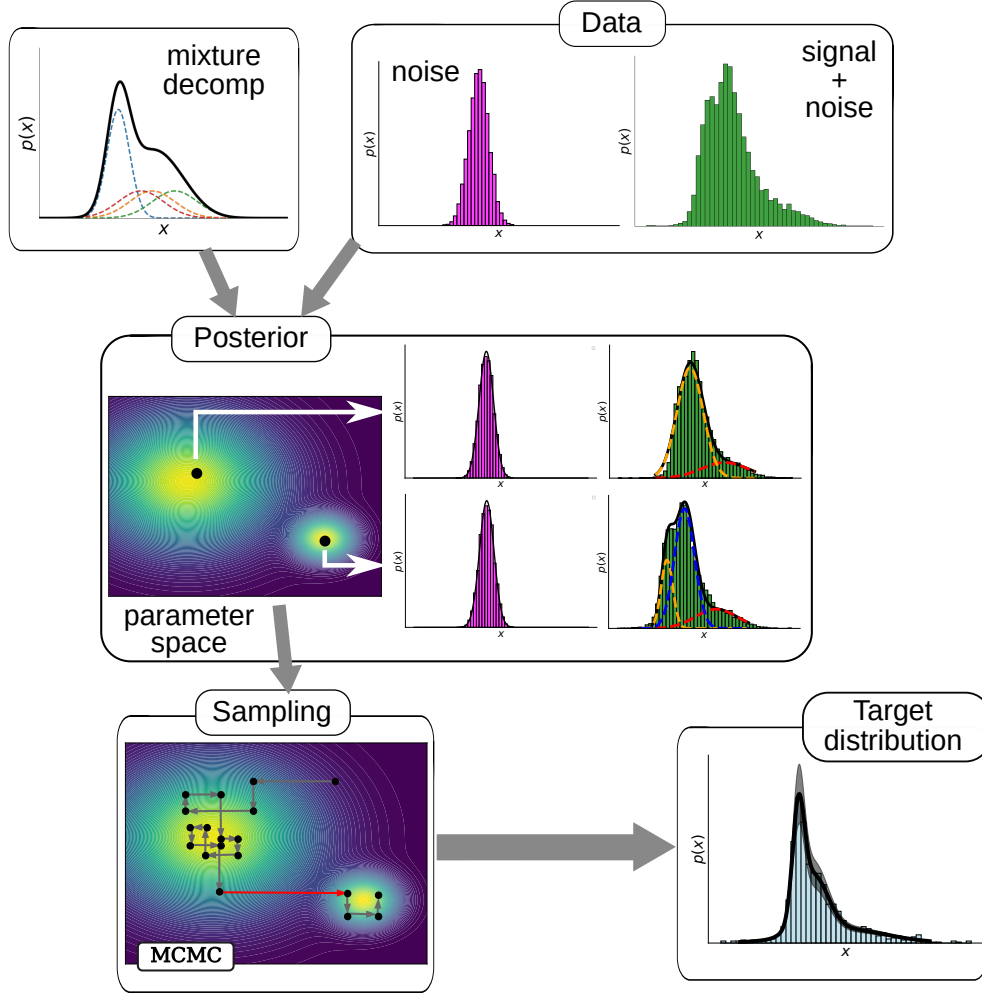 mixture
decomp
p(x)
x
Data
noise
p(x)
x
signal
+
noise
p(x)
x
Posterior
p(x)
x
p(x)
x
p(x)
x
p(x)
x
parameter
space
Sampling
MCMC
Target
distribution
p(x)
x